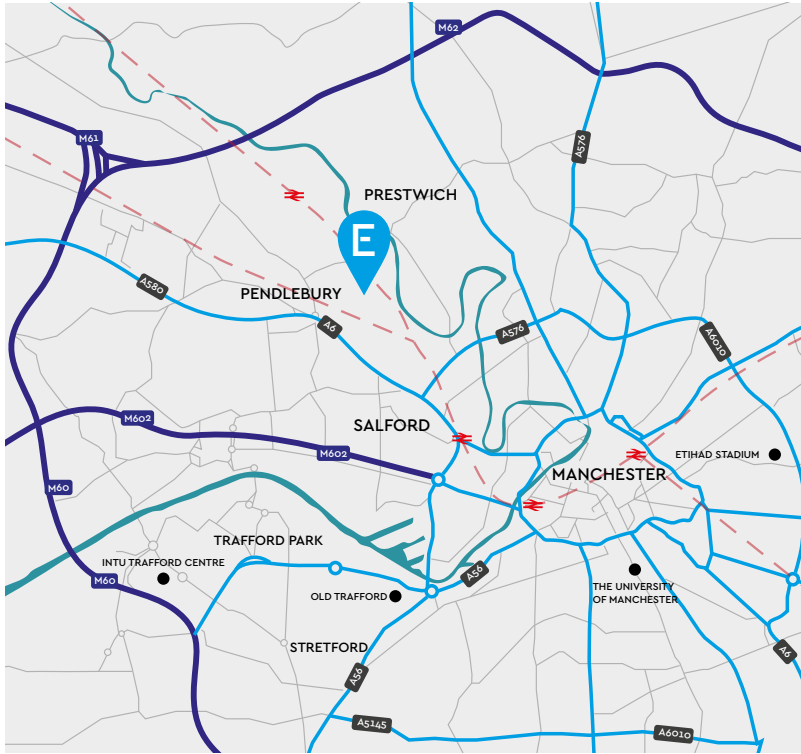 M62
M61
A576
PRESTWICH
E
A580
PENDLEBURY
A6
A576
A6010
M602
SALFORD
M602
ETIHAD STADIUM
MANCHESTER
M60
TRAFFORD PARK
INTU TRAFFORD CENTRE
M60
A56
OLD TRAFFORD
THE UNIVERSITY
OF MANCHESTER
STRETFORD
A6
A56
A5145
A6010